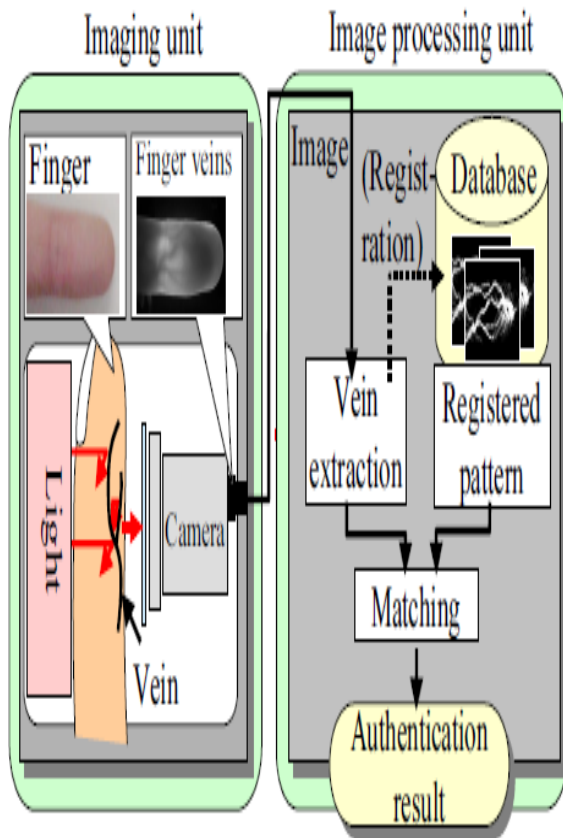 Imaging unit
Finger
Finger veins
Light
Camera
Vein
Image processing unit
Image
(Regist-
ration)
Database
Vein
extraction
Registered
pattern
Matching
Authentication
result